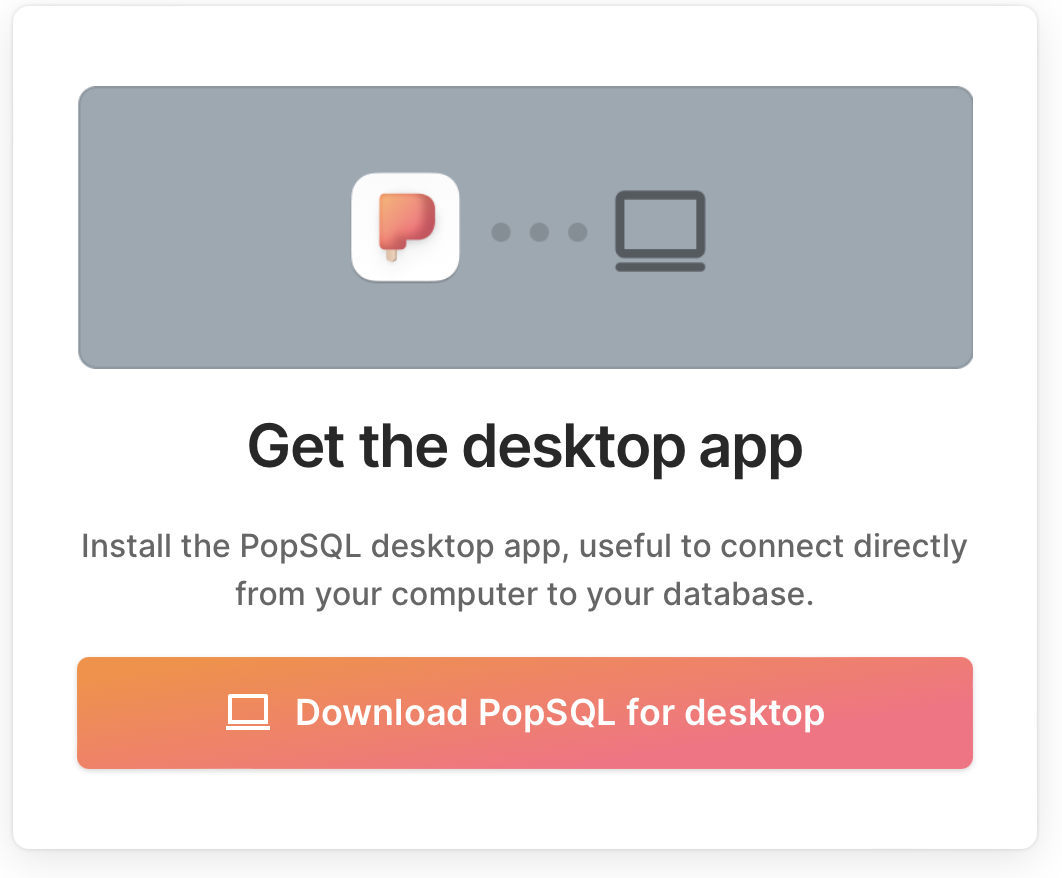 Get the desktop app
Install the PopSQL desktop app, useful to connect directly
from your computer to your database.
Download PopSQL for desktop